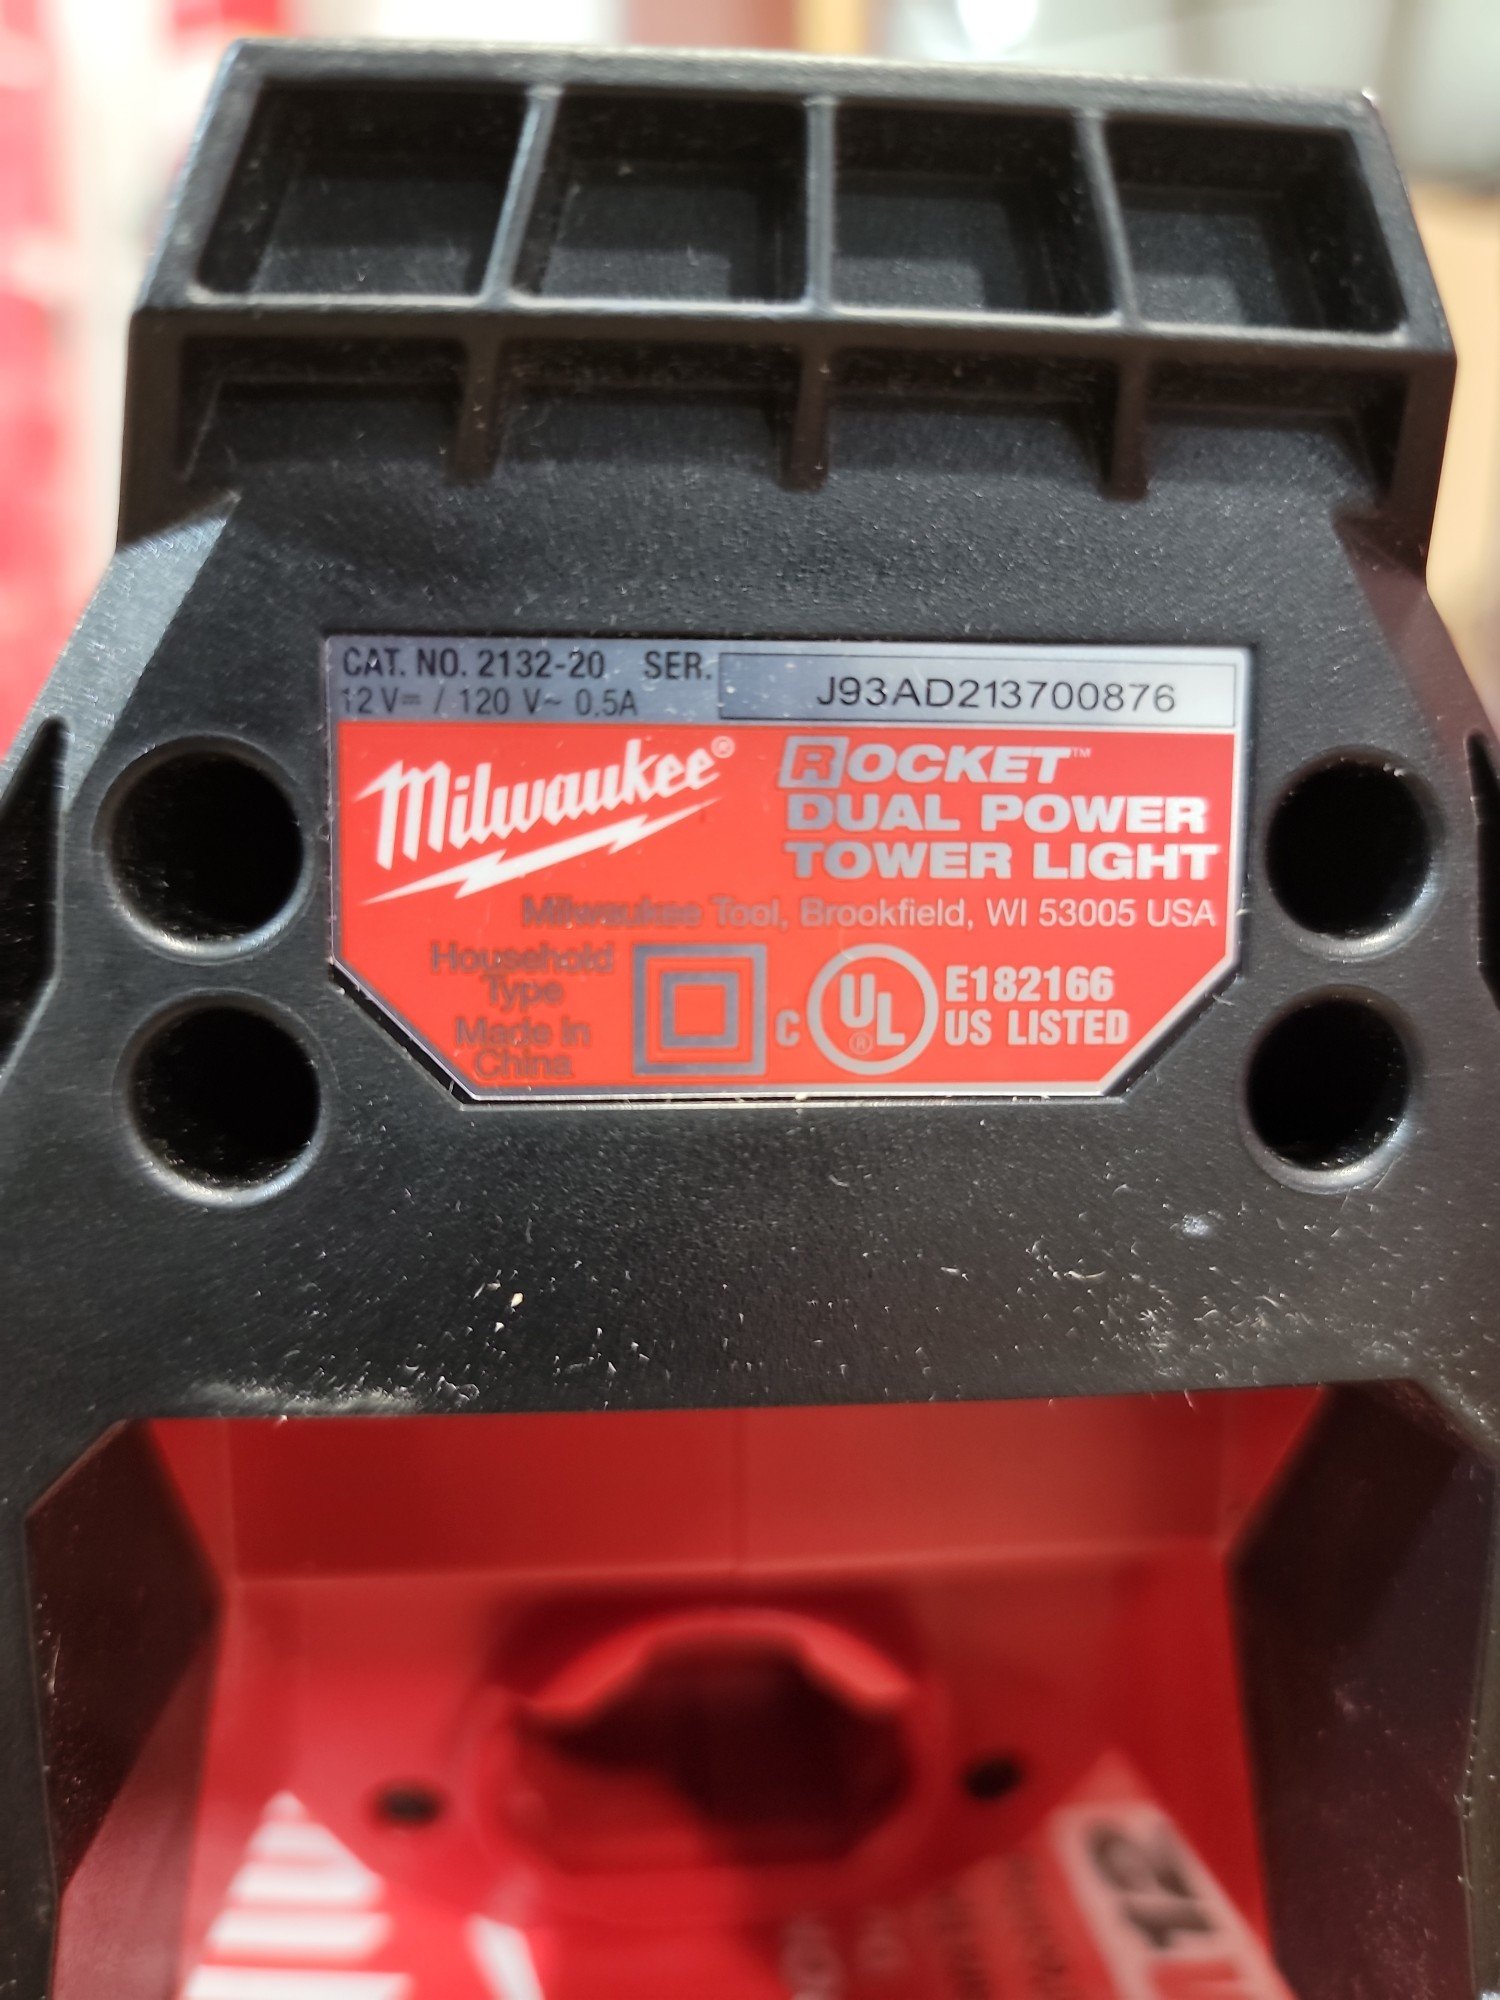 CAT. NO. 2132-20 SER. J93AD213700876
12 V⎓ / 120 V~ 0.5A
Milwaukee®
ROCKET™
DUAL POWER
TOWER LIGHT
Milwaukee Tool, Brookfield, WI 53005 USA
Household
Type
Made in
China
C UL® US LISTED
E182166
12